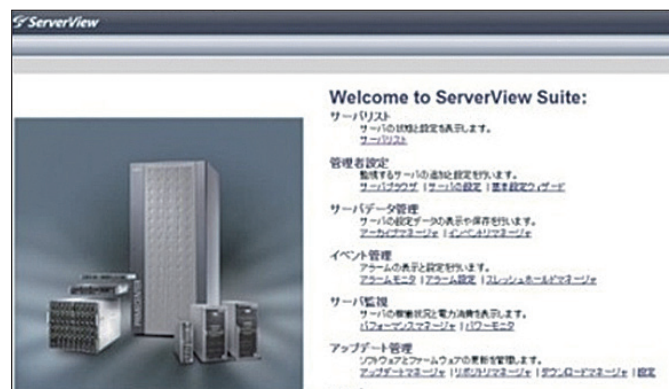 ServerView
Welcome to ServerView Suite:
サーバリスト
サーバの状態と設定を表示します。
サーバリスト
管理者設定
監視するサーバの追加と設定を行います。
サーバブラウザ | サーバの設定 | 基本設定ウィザード
サーバデータ管理
サーバの設定データの表示や保存を行います。
アーカイブマネージャ | インベントリマネージャ
イベント管理
アラームの表示と設定を行います。
アラームモニタ | アラーム設定 | スレッシュホールドマネージャ
サーバ監視
サーバの稼働状況と電力消費を表示します。
パフォーマンスマネージャ | パワーモニタ
アップデート管理
ソフトウェアとファームウェアの更新を管理します。
アップデートマネージャ | リポジトリマネージャ | ダウンロードマネージャ | 設定
PRIMERGY